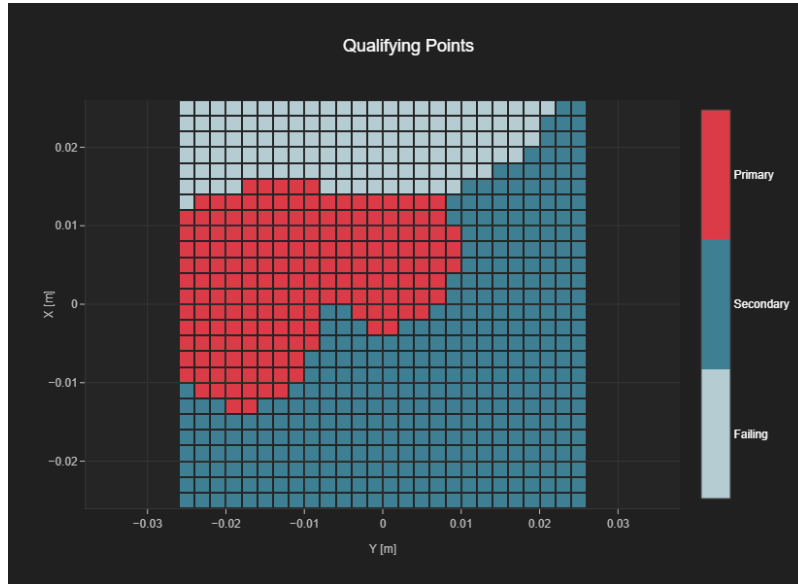 Qualifying Points
Primary
Secondary
Failing
0.02
0.01
0
−0.01
−0.02
X [m]
−0.03
−0.02
−0.01
0
0.01
0.02
0.03
Y [m]